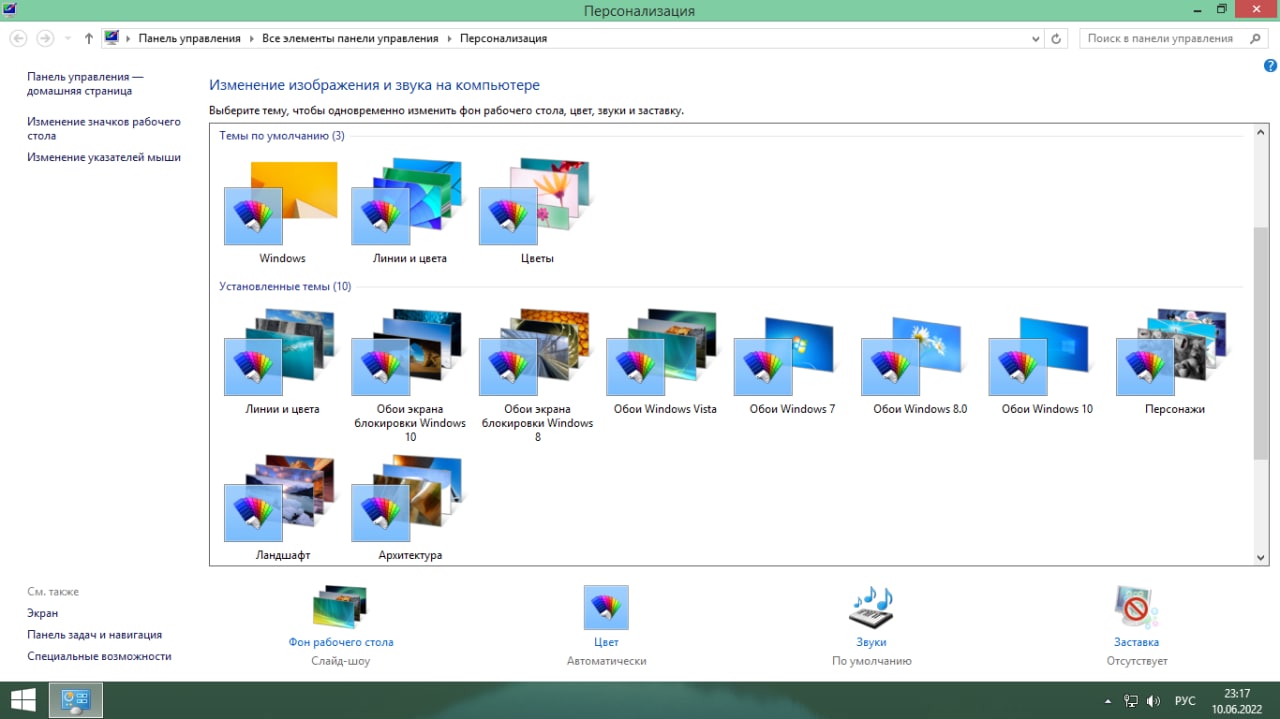 Персонализация
Панель управления
Все элементы панели управления
Персонализация
Поиск в панели управления
Панель управления —
домашняя страница
Изменение значков рабочего
стола
Изменение указателей мыши
Изменение изображения и звука на компьютере
Выберите тему, чтобы одновременно изменить фон рабочего стола, цвет, звуки и заставку.
Темы по умолчанию (3)
Windows
Линии и цвета
Цветы
Установленные темы (10)
Линии и цвета
Обои экрана
блокировки Windows
10
Обои экрана
блокировки Windows
8
Обои Windows Vista
Обои Windows 7
Обои Windows 8.0
Обои Windows 10
Персонажи
Ландшафт
Архитектура
См. также
Экран
Панель задач и навигация
Специальные возможности
Фон рабочего стола
Слайд-шоу
Цвет
Автоматически
Звуки
По умолчанию
Заставка
Отсутствует
РУС
23:17
10.06.2022